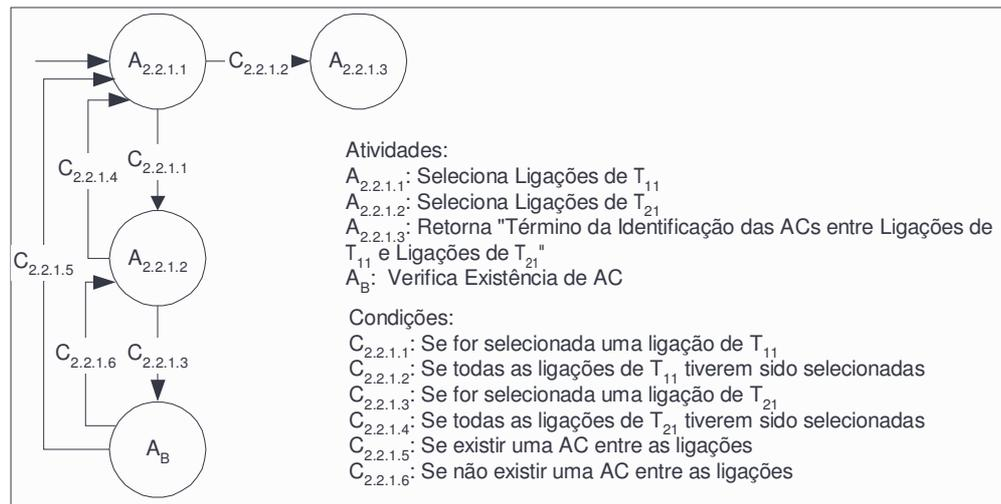 A2.2.1.1
C2.2.1.2
A2.2.1.3
C2.2.1.4
C2.2.1.1
A2.2.1.2
C2.2.1.5
C2.2.1.6
C2.2.1.3
AB
Atividades:
A2.2.1.1: Seleciona Ligações de T11
A2.2.1.2: Seleciona Ligações de T21
A2.2.1.3: Retorna "Término da Identificação das ACs entre Ligações de
T11 e Ligações de T21"
AB: Verifica Existência de AC
Condições:
C2.2.1.1: Se for selecionada uma ligação de T11
C2.2.1.2: Se todas as ligações de T11 tiverem sido selecionadas
C2.2.1.3: Se for selecionada uma ligação de T21
C2.2.1.4: Se todas as ligações de T21 tiverem sido selecionadas
C2.2.1.5: Se existir uma AC entre as ligações
C2.2.1.6: Se não existir uma AC entre as ligações